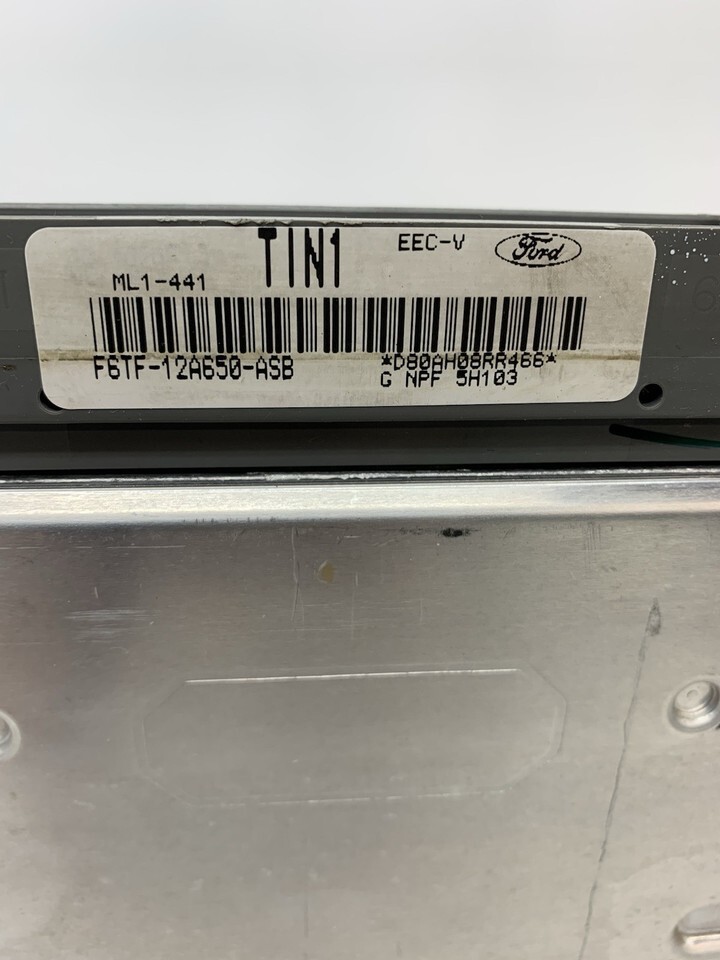 TIN1 EEC-V Ford
ML1-441
F6TF-12A650-ASB *D80AH08RR466*
G NPF 5H103